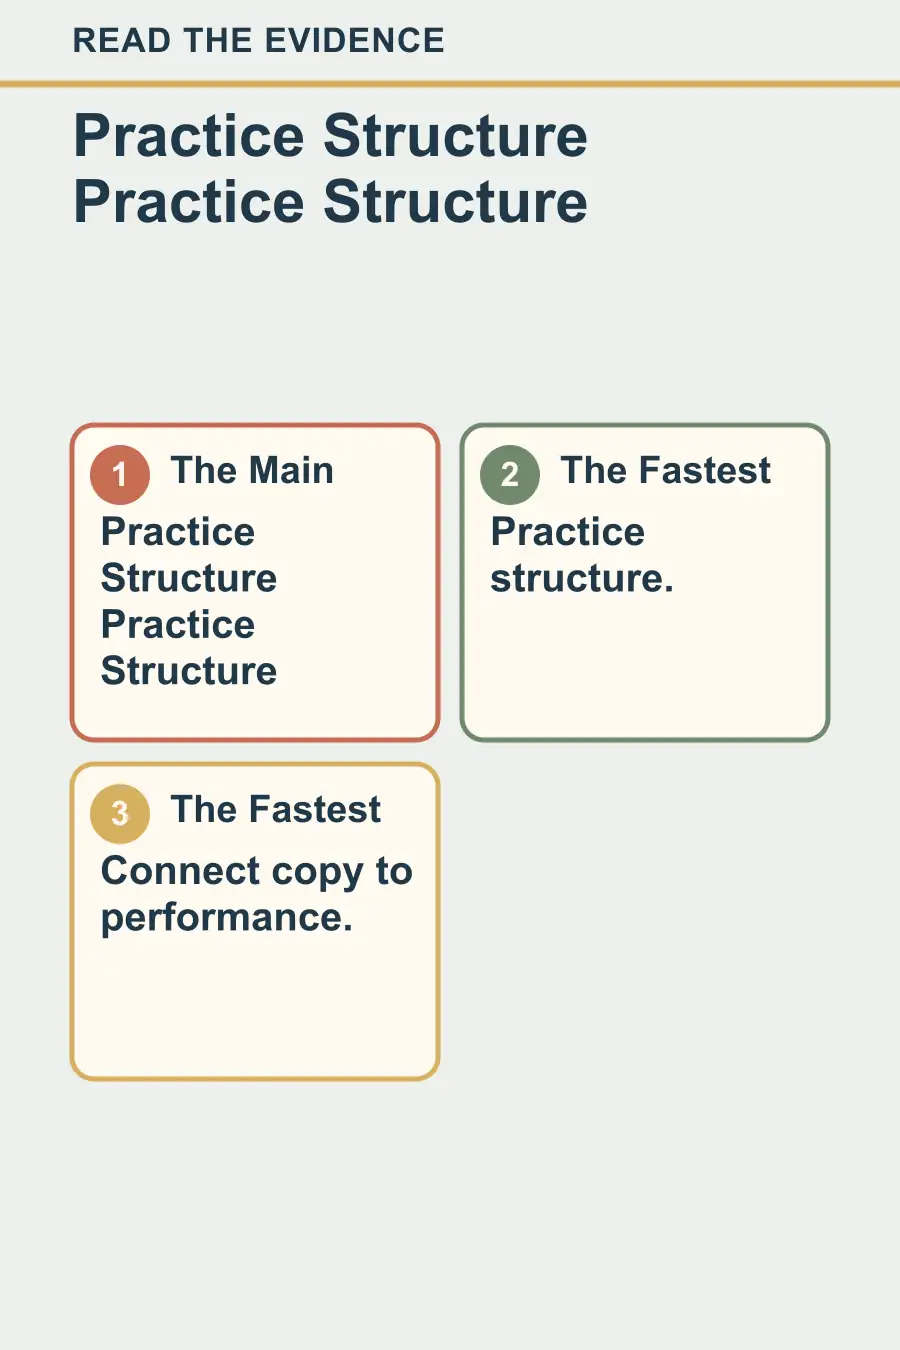 READ THE EVIDENCE
Practice Structure
Practice Structure
1 The Main
Practice
Structure
Practice
Structure
2 The Fastest
Practice
structure.
3 The Fastest
Connect copy to
performance.